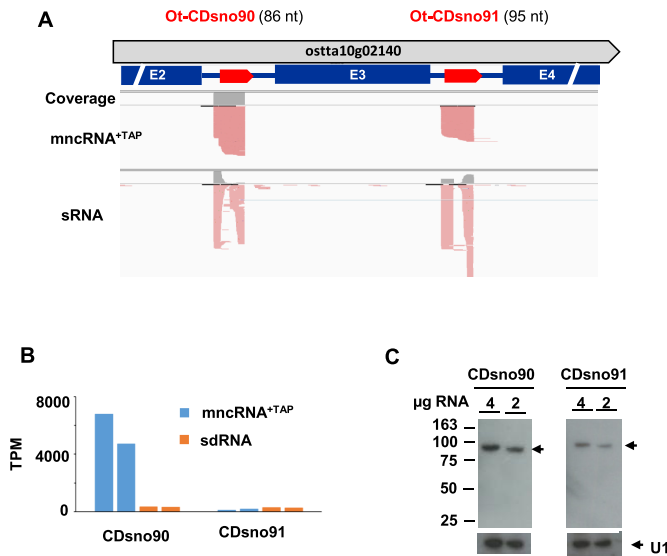 A
Ot-CDsno90 (86 nt)
Ot-CDsno91 (95 nt)
ostta10g02140
E2
E3
E4
Coverage
mncRNA+TAP
sRNA
B
TPM
8000
4000
0
mncRNA+TAP
sdRNA
CDsno90
CDsno91
C
CDsno90
CDsno91
µg RNA
4 2
4 2
163
100
75
50
25
U1